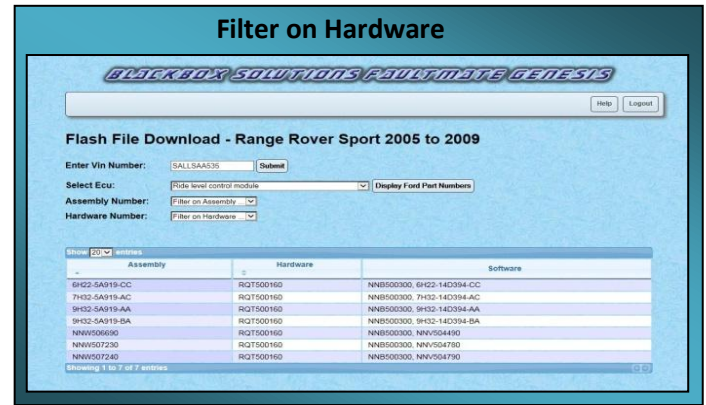 Filter on Hardware
BLACKBOX SOLUTIONS FAULTMATE GENESIS
Help Logout
Flash File Download - Range Rover Sport 2005 to 2009
Enter Vin Number: SALLSAA535 Submit
Select Ecu: Ride level control module Display Ford Part Numbers
Assembly Number: Filter on Assembly ...
Hardware Number: Filter on Hardware ...
Show 20 entries
Assembly Hardware Software
6H22-5A919-CC RQT500160 NNB500300, 6H22-14D394-CC
7H32-5A919-AC RQT500160 NNB500300, 7H32-14D394-AC
9H32-5A919-AA RQT500160 NNB500300, 9H32-14D394-AA
9H32-5A919-BA RQT500160 NNB500300, 9H32-14D394-BA
NNW506690 RQT500160 NNB500300, NNV504490
NNW507230 RQT500160 NNB500300, NNV504780
NNW507240 RQT500160 NNB500300, NNV504790
Showing 1 to 7 of 7 entries